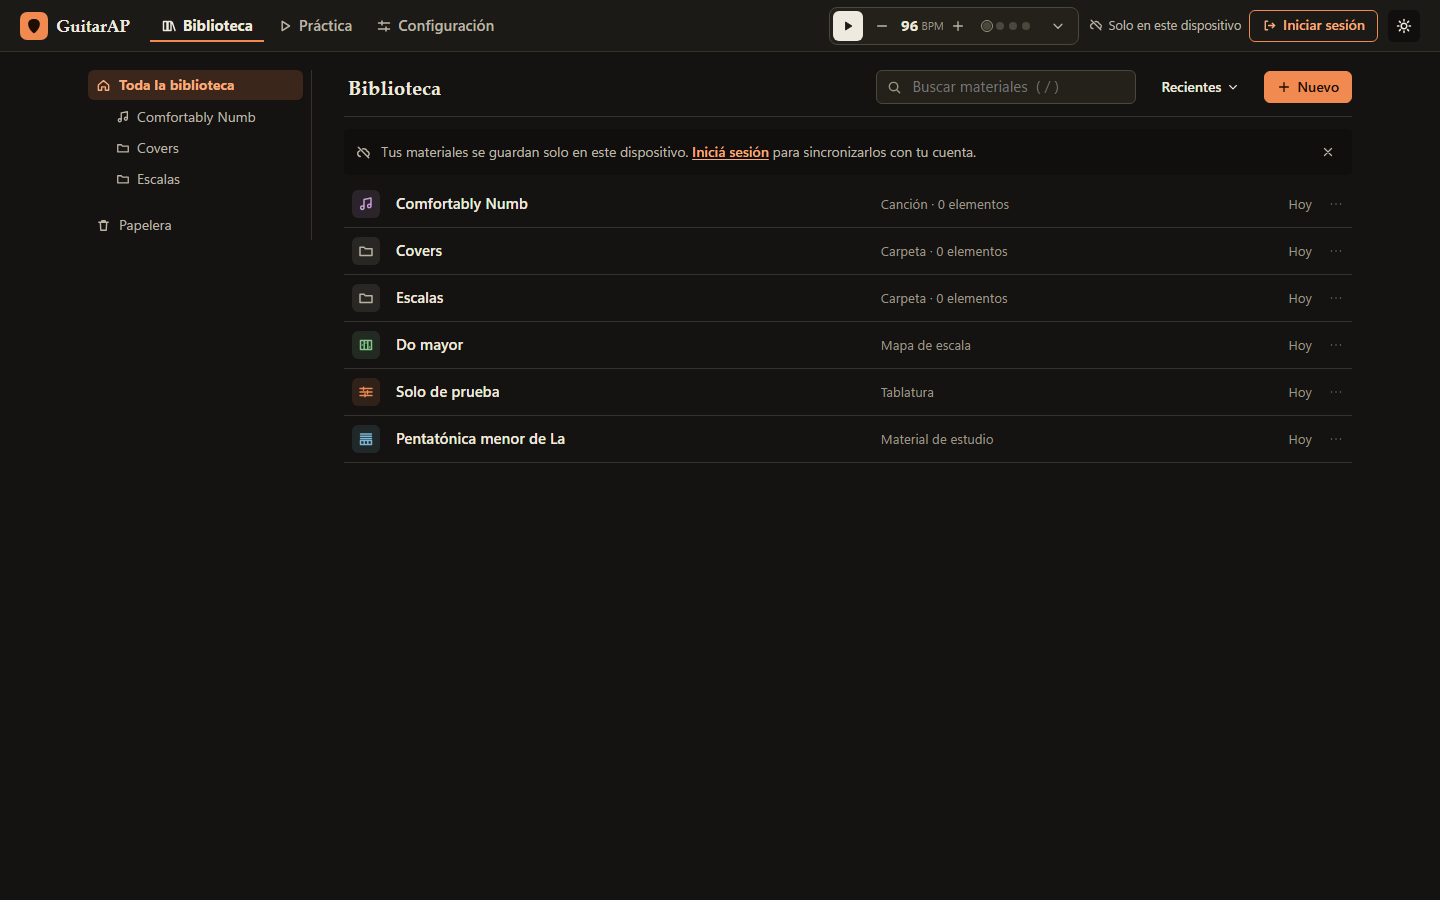 GuitarAP Biblioteca Práctica Configuración 96 BPM Solo en este dispositivo Iniciar sesión
Toda la biblioteca
Comfortably Numb
Covers
Escalas
Papelera
Biblioteca Buscar materiales ( / ) Recientes Nuevo
Tus materiales se guardan solo en este dispositivo. Iniciá sesión para sincronizarlos con tu cuenta.
Comfortably Numb Canción · 0 elementos Hoy
Covers Carpeta · 0 elementos Hoy
Escalas Carpeta · 0 elementos Hoy
Do mayor Mapa de escala Hoy
Solo de prueba Tablatura Hoy
Pentatónica menor de La Material de estudio Hoy